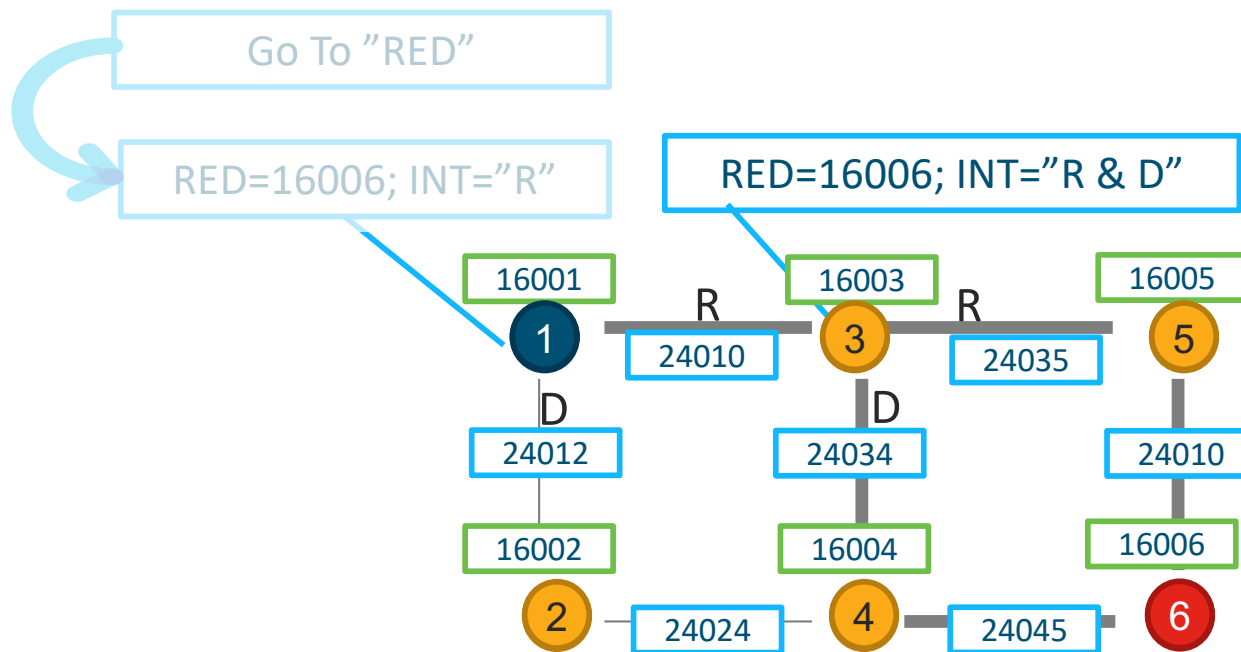 Go To ”RED”
RED=16006; INT=”R”
RED=16006; INT=”R & D”
16001
16003
16005
1
R
3
R
5
24010
24035
D
D
24012
24034
24010
16002
16004
16006
2
24024
4
24045
6